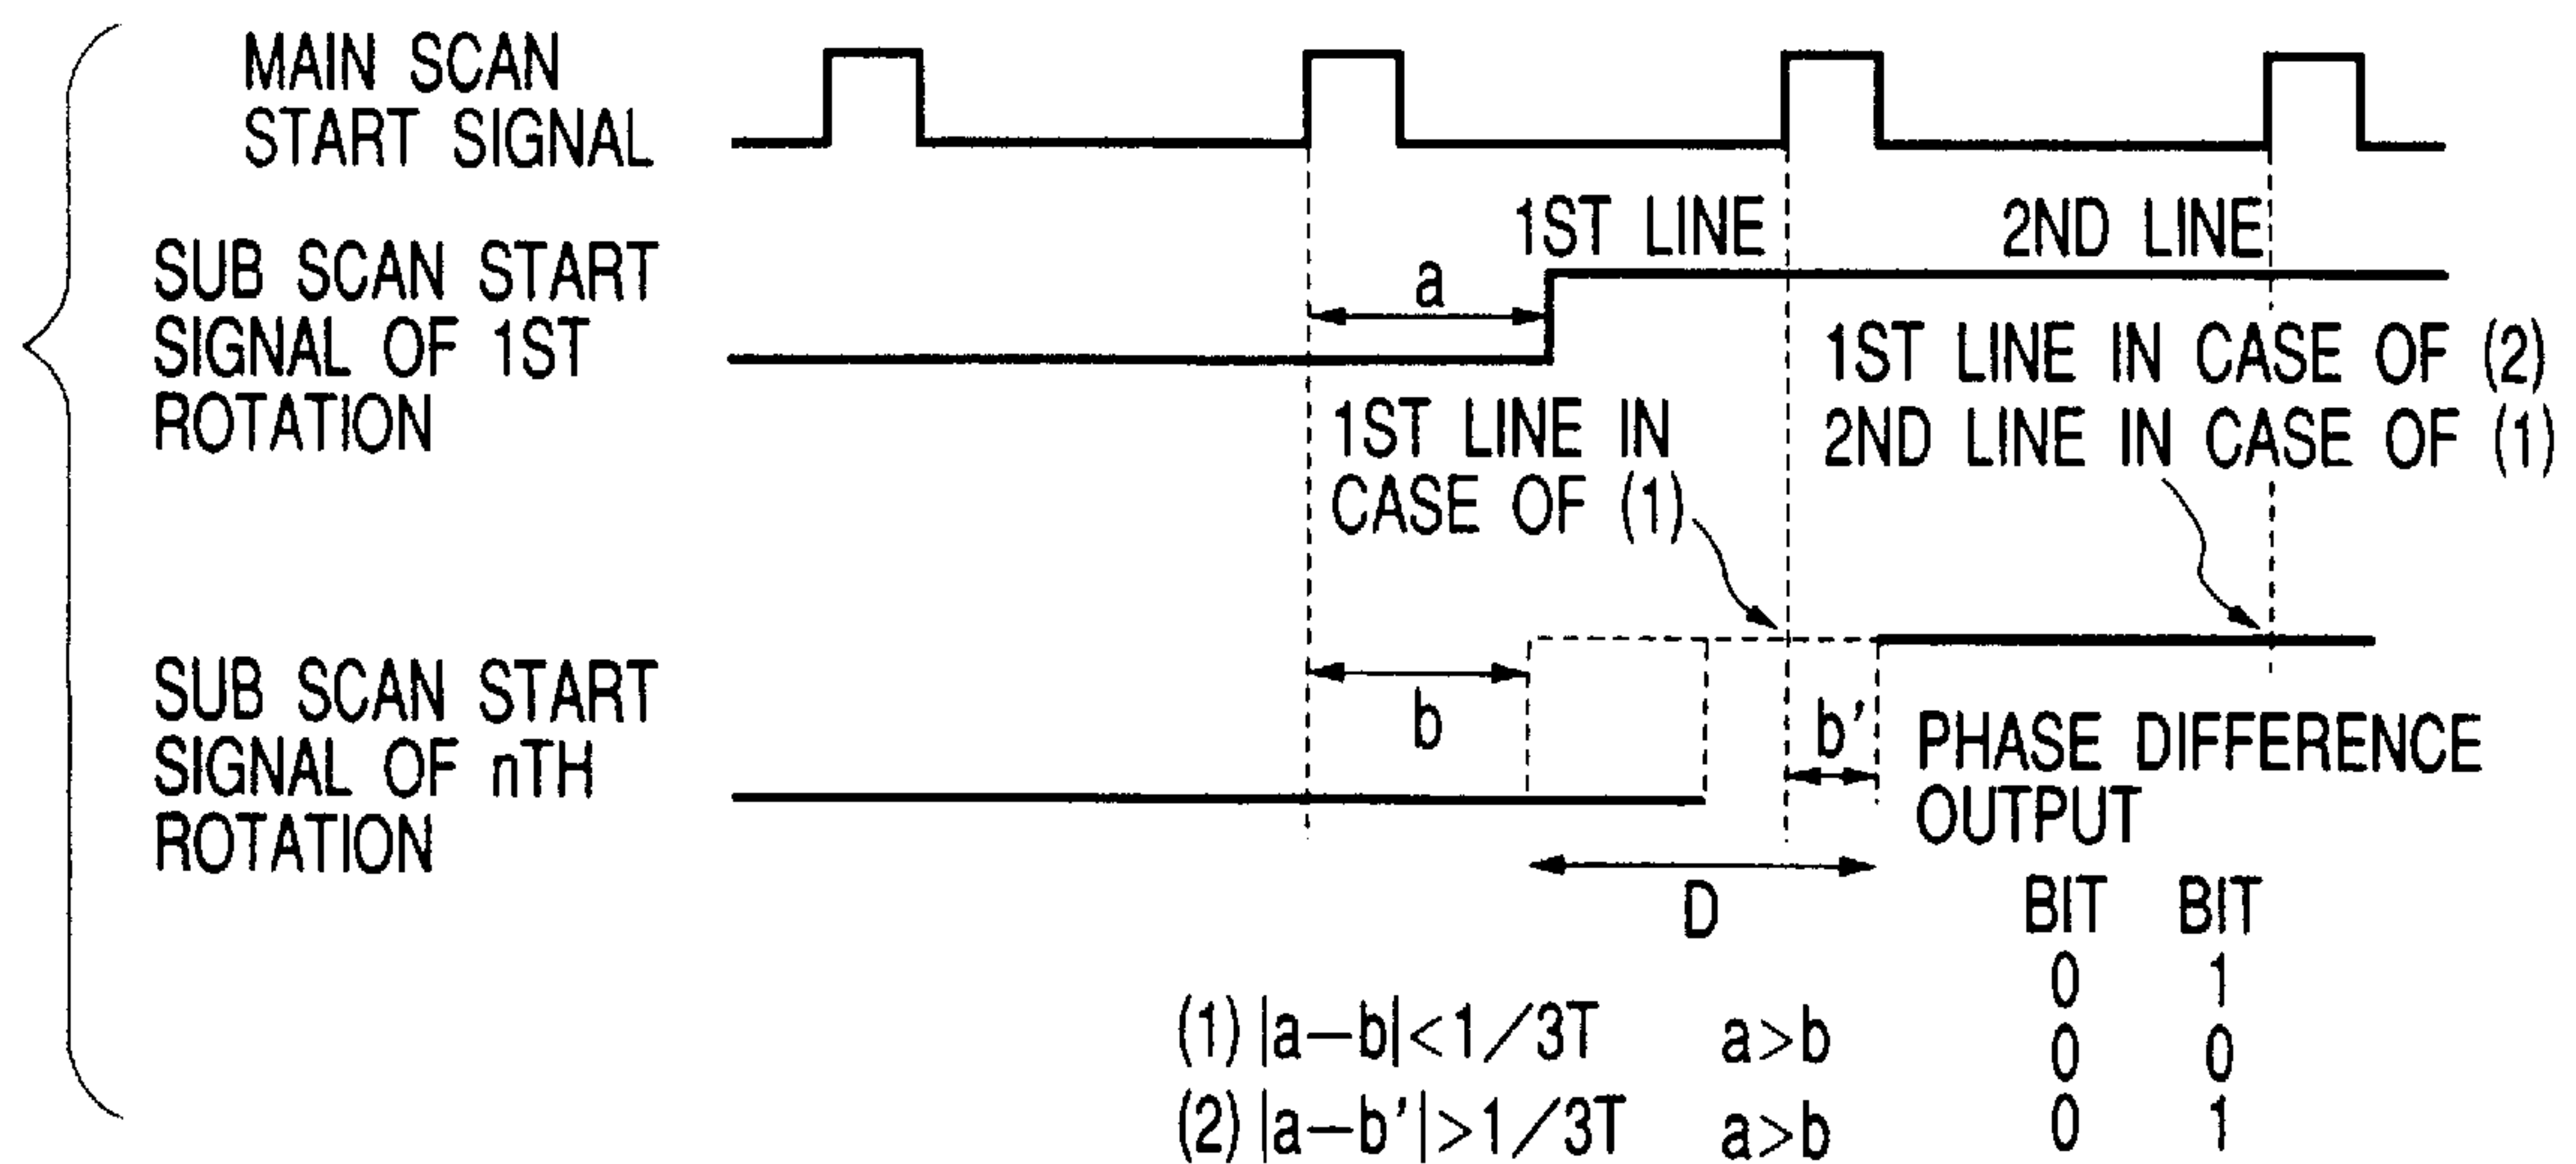 MAIN SCAN
START SIGNAL
1ST LINE
2ND LINE
SUB SCAN START
SIGNAL OF 1ST
ROTATION
a
1ST LINE IN CASE OF (2)
2ND LINE IN CASE OF (1)
1ST LINE IN
CASE OF (1)
SUB SCAN START
SIGNAL OF nTH
ROTATION
b
b'
PHASE DIFFERENCE
OUTPUT
D
BIT BIT
0 1
(1) |a-b|<1/3T a>b 0 0
(2) |a-b'|>1/3T a>b 0 1